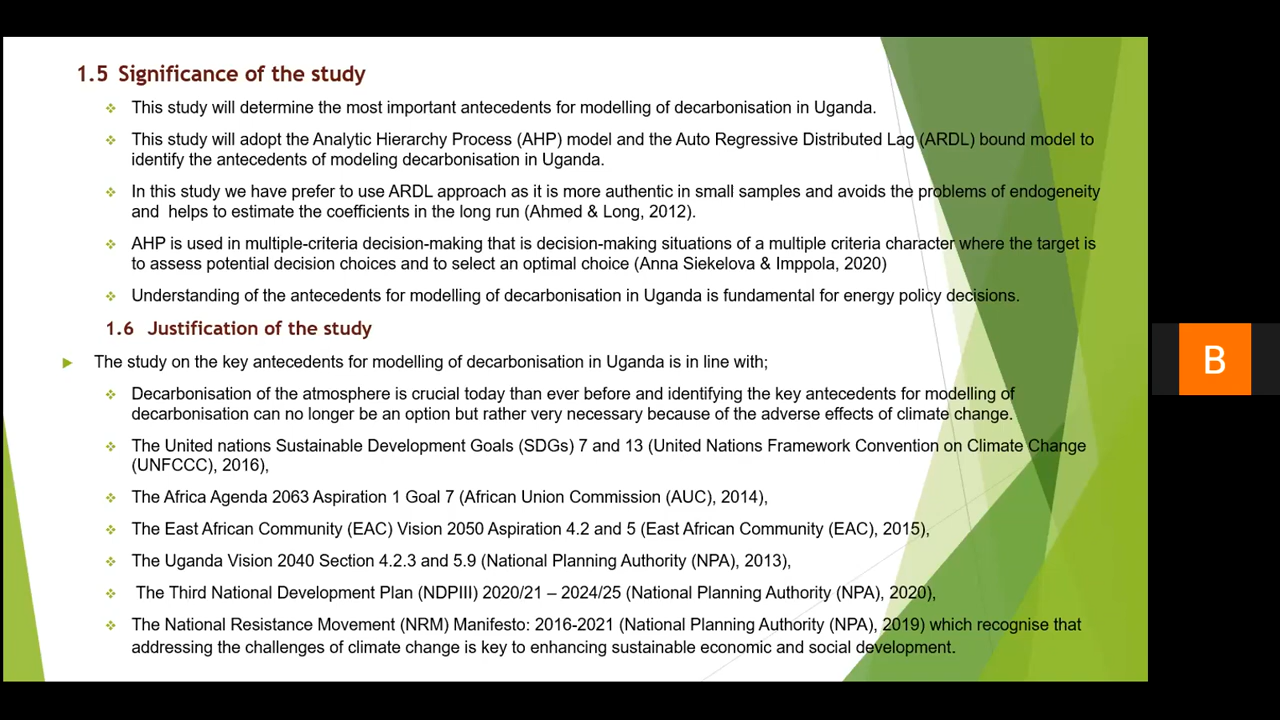 1.5 Significance of the study
This study will determine the most important antecedents for modelling of decarbonisation in Uganda.
This study will adopt the Analytic Hierarchy Process (AHP) model and the Auto Regressive Distributed Lag (ARDL) bound model to
identify the antecedents of modeling decarbonisation in Uganda.
In this study we have prefer to use ARDL approach as it is more authentic in small samples and avoids the problems of endogeneity
and helps to estimate the coefficients in the long run (Ahmed & Long, 2012).
AHP is used in multiple-criteria decision-making that is decision-making situations of a multiple criteria character where the target is
to assess potential decision choices and to select an optimal choice (Anna Siekelova & Imppola, 2020)
Understanding of the antecedents for modelling of decarbonisation in Uganda is fundamental for energy policy decisions.
1.6 Justification of the study
The study on the key antecedents for modelling of decarbonisation in Uganda is in line with;
Decarbonisation of the atmosphere is crucial today than ever before and identifying the key antecedents for modelling of
decarbonisation can no longer be an option but rather very necessary because of the adverse effects of climate change.
The United nations Sustainable Development Goals (SDGs) 7 and 13 (United Nations Framework Convention on Climate Change
(UNFCCC), 2016),
The Africa Agenda 2063 Aspiration 1 Goal 7 (African Union Commission (AUC), 2014),
The East African Community (EAC) Vision 2050 Aspiration 4.2 and 5 (East African Community (EAC), 2015),
The Uganda Vision 2040 Section 4.2.3 and 5.9 (National Planning Authority (NPA), 2013),
The Third National Development Plan (NDPIII) 2020/21 – 2024/25 (National Planning Authority (NPA), 2020),
The National Resistance Movement (NRM) Manifesto: 2016-2021 (National Planning Authority (NPA), 2019) which recognise that
addressing the challenges of climate change is key to enhancing sustainable economic and social development.
B